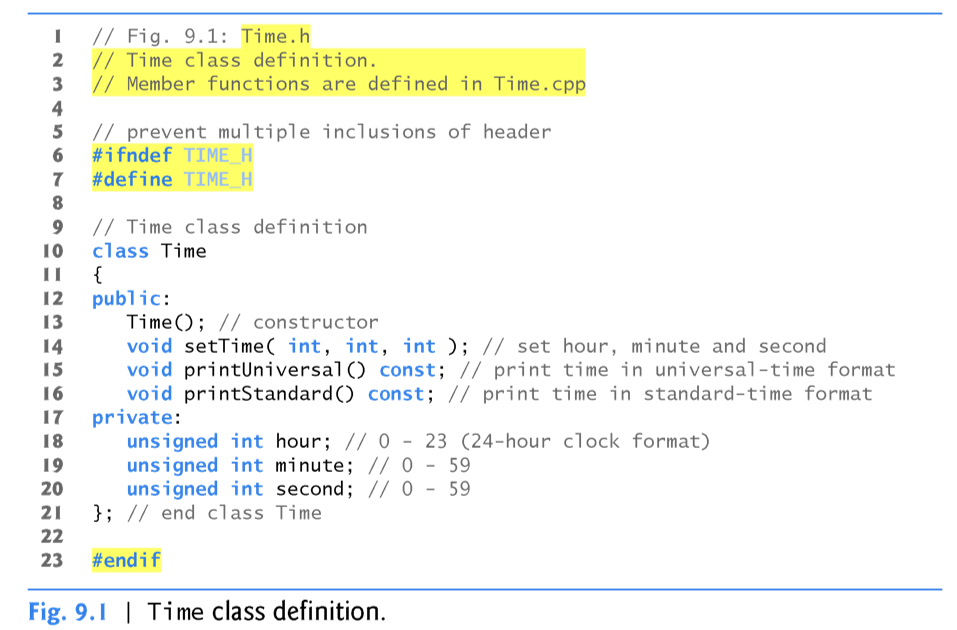 1 // Fig. 9.1: Time.h
2 // Time class definition.
3 // Member functions are defined in Time.cpp
4
5 // prevent multiple inclusions of header
6 #ifndef TIME_H
7 #define TIME_H
8
9 // Time class definition
10 class Time
11 {
12 public:
13    Time(); // constructor
14    void setTime( int, int, int ); // set hour, minute and second
15    void printUniversal() const; // print time in universal-time format
16    void printStandard() const; // print time in standard-time format
17 private:
18    unsigned int hour; // 0 - 23 (24-hour clock format)
19    unsigned int minute; // 0 - 59
20    unsigned int second; // 0 - 59
21 }; // end class Time
22
23 #endif
Fig. 9.1 | Time class definition.